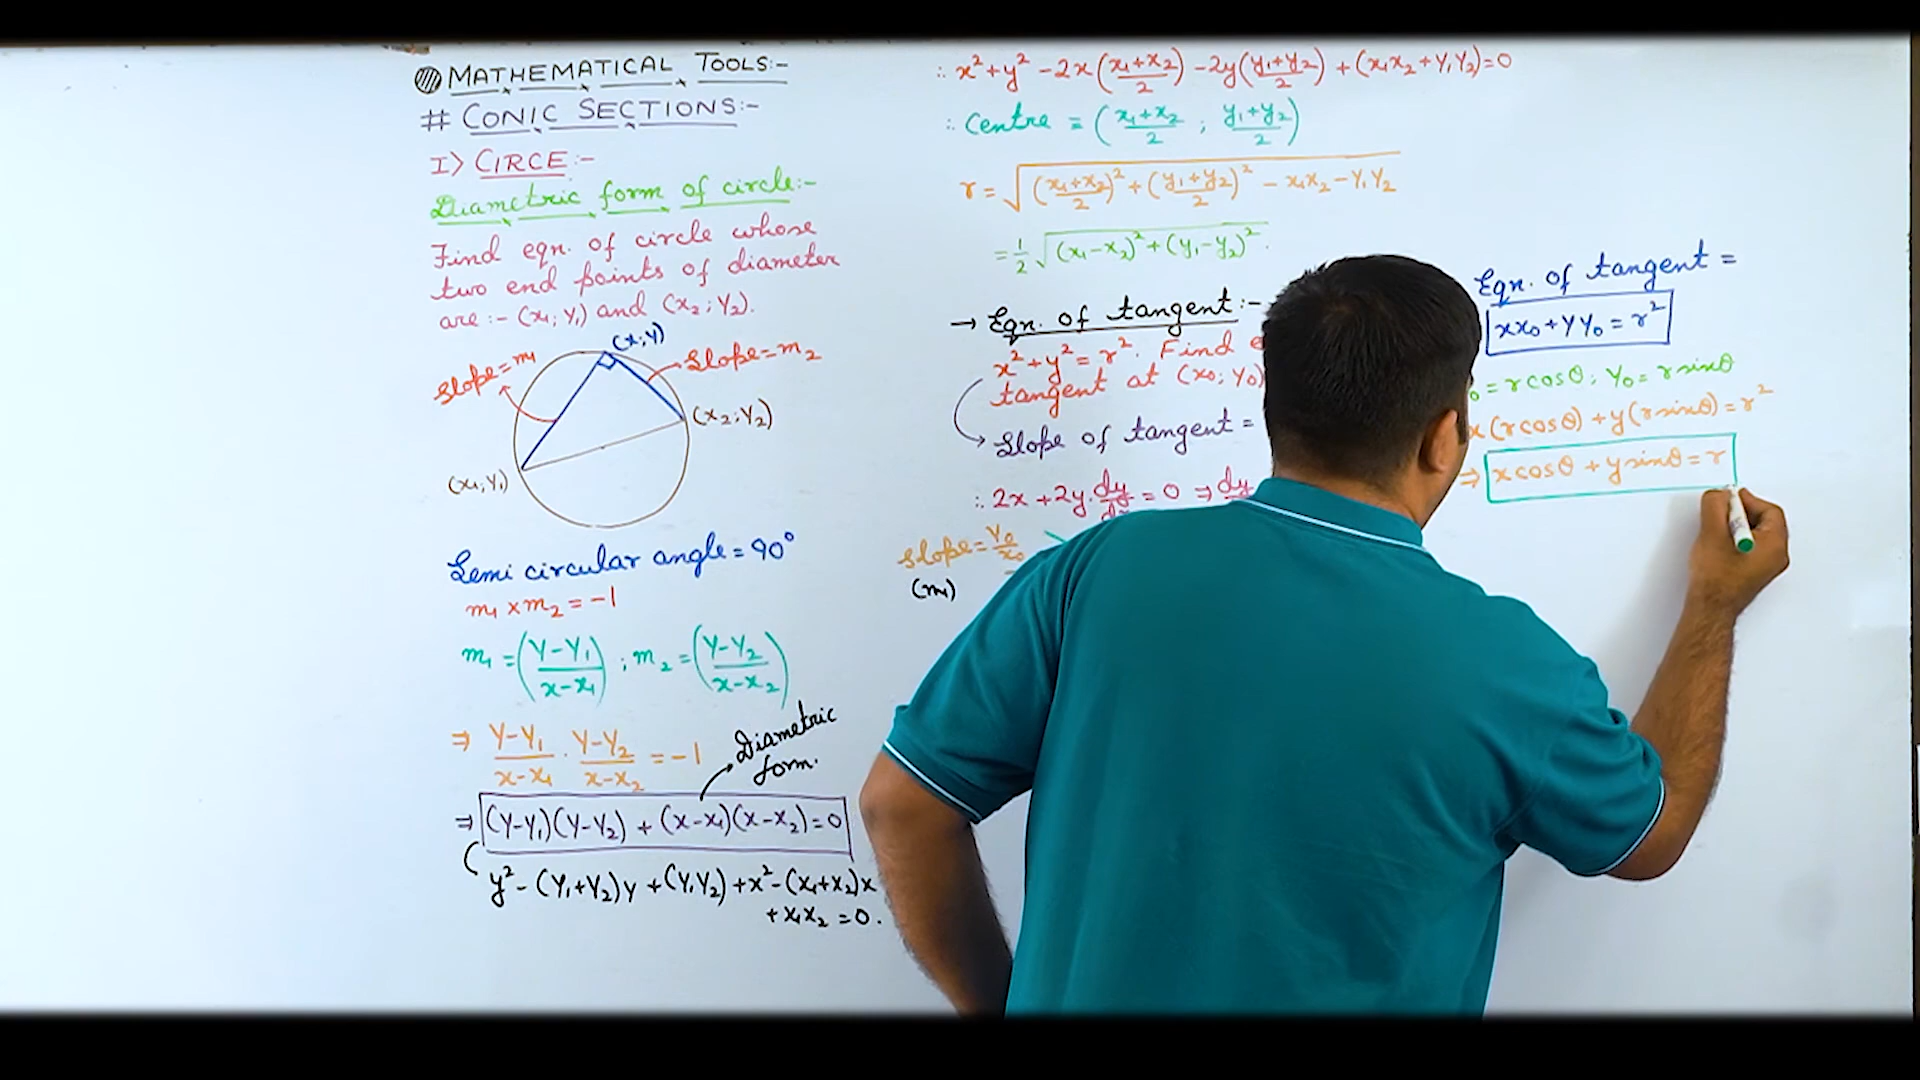 MATHEMATICAL TOOLS:-
# CONIC SECTIONS:-
I) CIRCE:-
Diametric form of circle:-
Find eqn. of circle whose
two end points of diameter
are :- (x₁; y₁) and (x₂; y₂).
(x; y)
slope=m₁
slope=m₂
(x₂; y₂)
(x₁; y₁)
Semi circular angle = 90°
m₁ × m₂ = -1
m₁ = (y-y₁/x-x₁) ; m₂ = (y-y₂/x-x₂)
⇒ y-y₁/x-x₁ . y-y₂/x-x₂ = -1
Diametric
form.
⇒ (y-y₁)(y-y₂) + (x-x₁)(x-x₂) = 0
y² - (y₁+y₂)y + (y₁y₂) + x² - (x₁+x₂)x
+ x₁x₂ = 0.
∴ x² + y² - 2x(x₁+x₂/2) - 2y(y₁+y₂/2) + (x₁x₂ + y₁y₂) = 0
∴ Centre = (x₁+x₂/2 ; y₁+y₂/2)
r = √(x₁+x₂/2)² + (y₁+y₂/2)² - x₁x₂ - y₁y₂
= 1/2 √(x₁-x₂)² + (y₁-y₂)².
→ Eqn. of tangent :-
x² + y² = r². Find
tangent at (x₀; y₀)
Slope of tangent =
∴ 2x + 2y.dy/dx = 0 ⇒ dy
slope = y₀/x₀
(m₁)
Eqn. of tangent =
xx₀ + yy₀ = r²
= r cosθ ; y₀ = r sinθ
x(r cosθ) + y(r sinθ) = r²
⇒ x cosθ + y sinθ = r